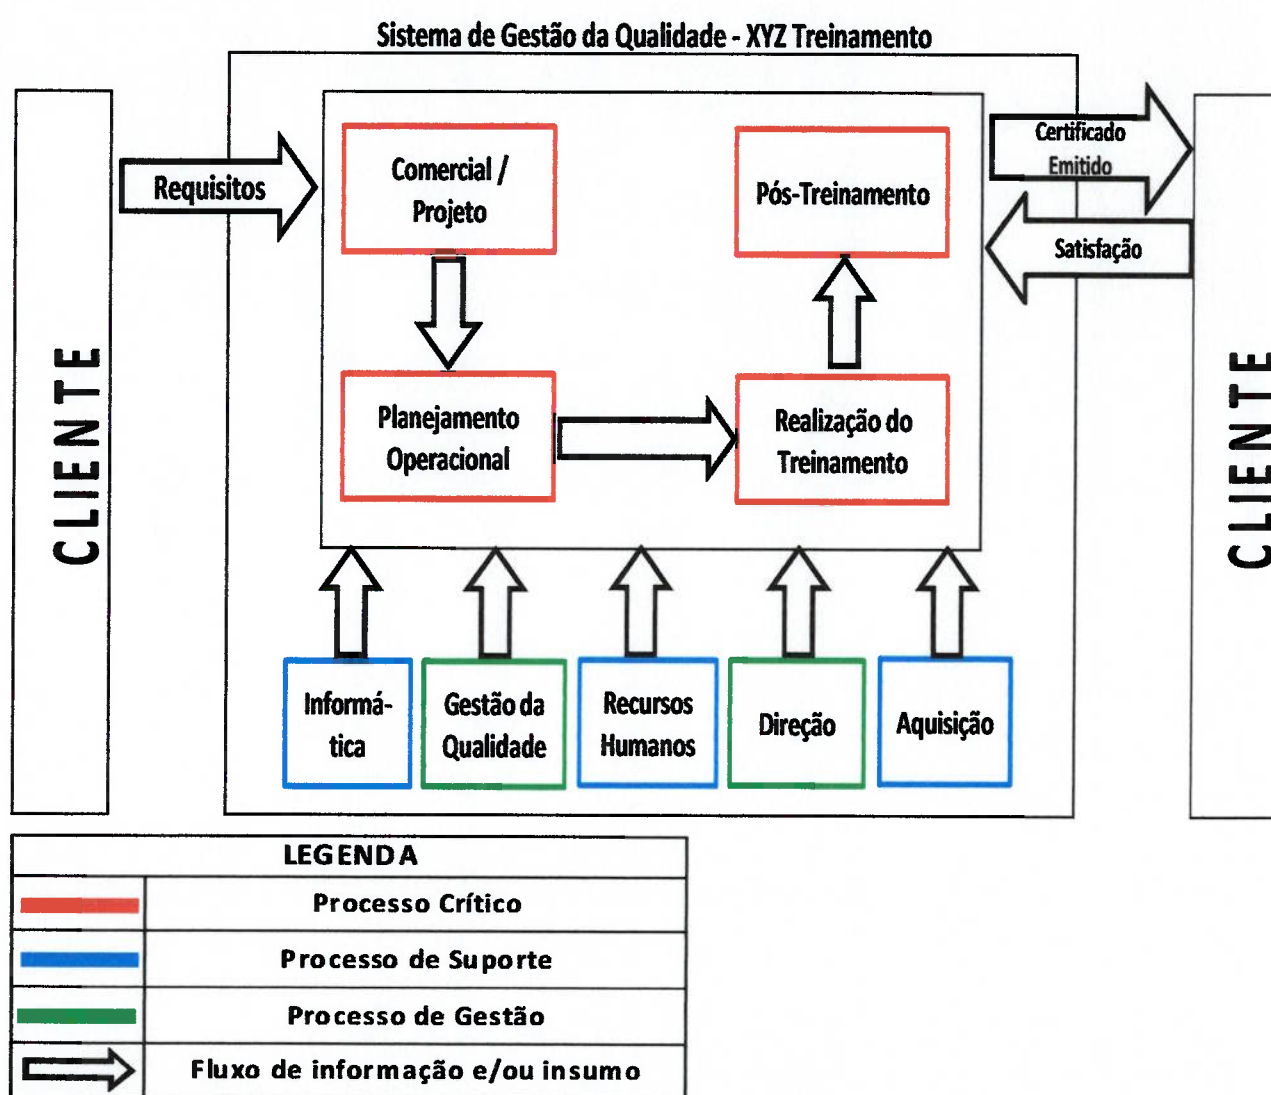 Sistema de Gestão da Qualidade - XYZ Treinamento
CLIENTE
Requisitos
Comercial /
Projeto
Pós-Treinamento
Certificado
Emitido
Satisfação
CLIENTE
Planejamento
Operacional
Realização do
Treinamento
Informá-
tica
Gestão da
Qualidade
Recursos
Humanos
Direção
Aquisição
LEGENDA
Processo Crítico
Processo de Suporte
Processo de Gestão
Fluxo de informação e/ou insumo